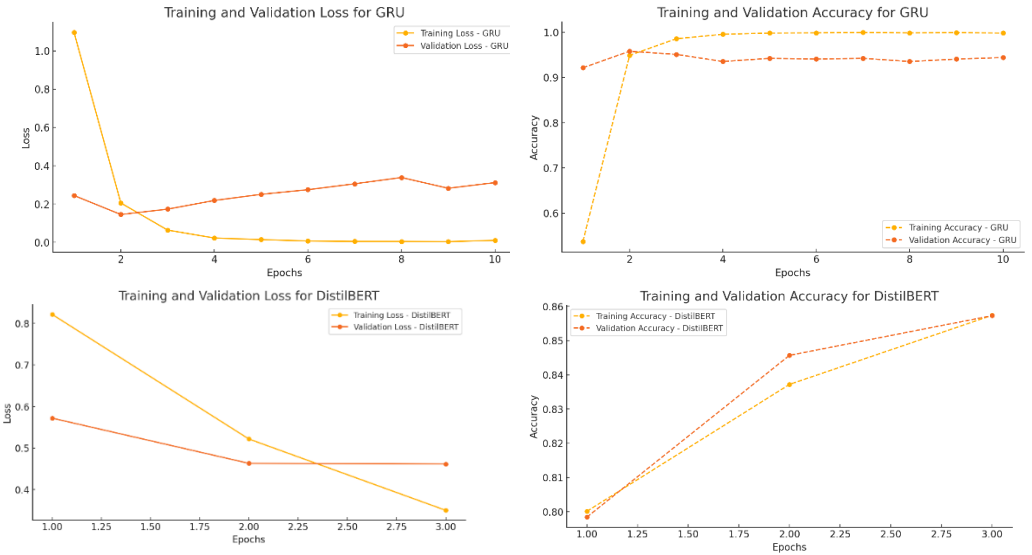 Training and Validation Loss for GRU
Training Loss - GRU
Validation Loss - GRU
Loss
1.0
0.8
0.6
0.4
0.2
0.0
2
4
6
8
10
Epochs
Training and Validation Accuracy for GRU
Accuracy
1.0
0.9
0.8
0.7
0.6
Training Accuracy - GRU
Validation Accuracy - GRU
2
4
6
8
10
Epochs
Training and Validation Loss for DistilBERT
Training Loss - DistilBERT
Validation Loss - DistilBERT
Loss
0.8
0.7
0.6
0.5
0.4
1.00
1.25
1.50
1.75
2.00
2.25
2.50
2.75
3.00
Epochs
Training and Validation Accuracy for DistilBERT
Training Accuracy - DistilBERT
Validation Accuracy - DistilBERT
Accuracy
0.86
0.85
0.84
0.83
0.82
0.81
0.80
1.00
1.25
1.50
1.75
2.00
2.25
2.50
2.75
3.00
Epochs